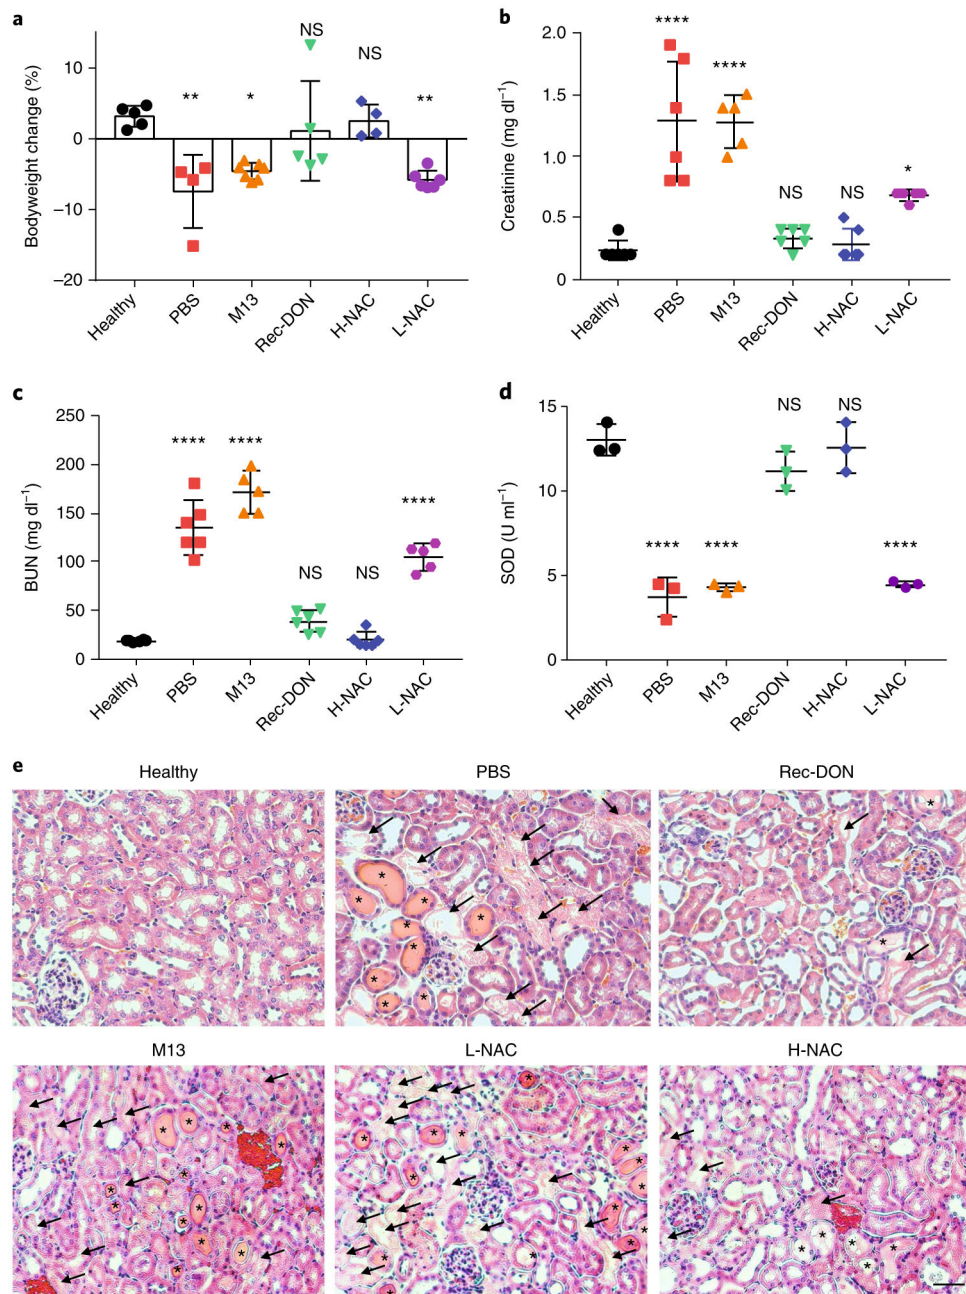 a
Bodyweight change (%)
10
0
−10
−20
**
*
NS
NS
**
Healthy
PBS
M13
Rec-DON
H-NAC
L-NAC
b
Creatinine (mg dl−1)
2.0
1.5
1.0
0.5
0
****
****
NS
NS
*
Healthy
PBS
M13
Rec-DON
H-NAC
L-NAC
c
BUN (mg dl−1)
250
200
150
100
50
0
****
****
NS
NS
****
Healthy
PBS
M13
Rec-DON
H-NAC
L-NAC
d
SOD (U ml−1)
15
10
5
0
****
****
NS
NS
****
Healthy
PBS
M13
Rec-DON
H-NAC
L-NAC
e
Healthy
PBS
Rec-DON
M13
L-NAC
H-NAC